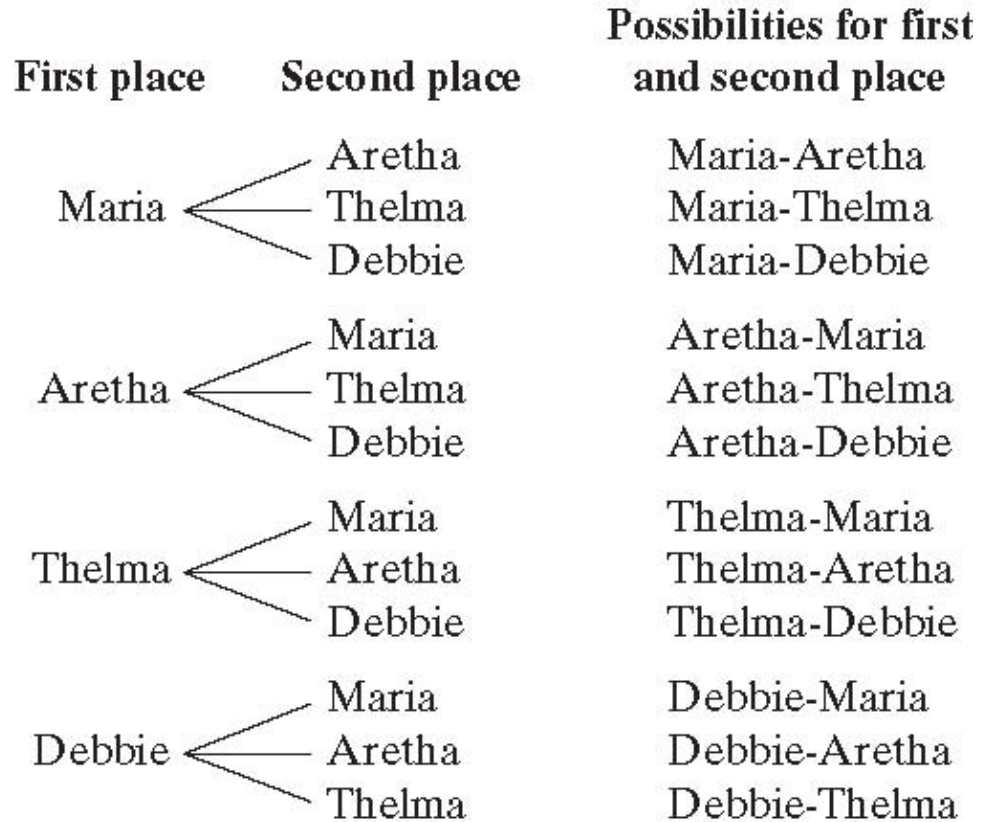 Possibilities for first
First place Second place and second place
Aretha Maria-Aretha
Maria Thelma Maria-Thelma
Debbie Maria-Debbie
Maria Aretha-Maria
Aretha Thelma Aretha-Thelma
Debbie Aretha-Debbie
Maria Thelma-Maria
Thelma Aretha Thelma-Aretha
Debbie Thelma-Debbie
Maria Debbie-Maria
Debbie Aretha Debbie-Aretha
Thelma Debbie-Thelma